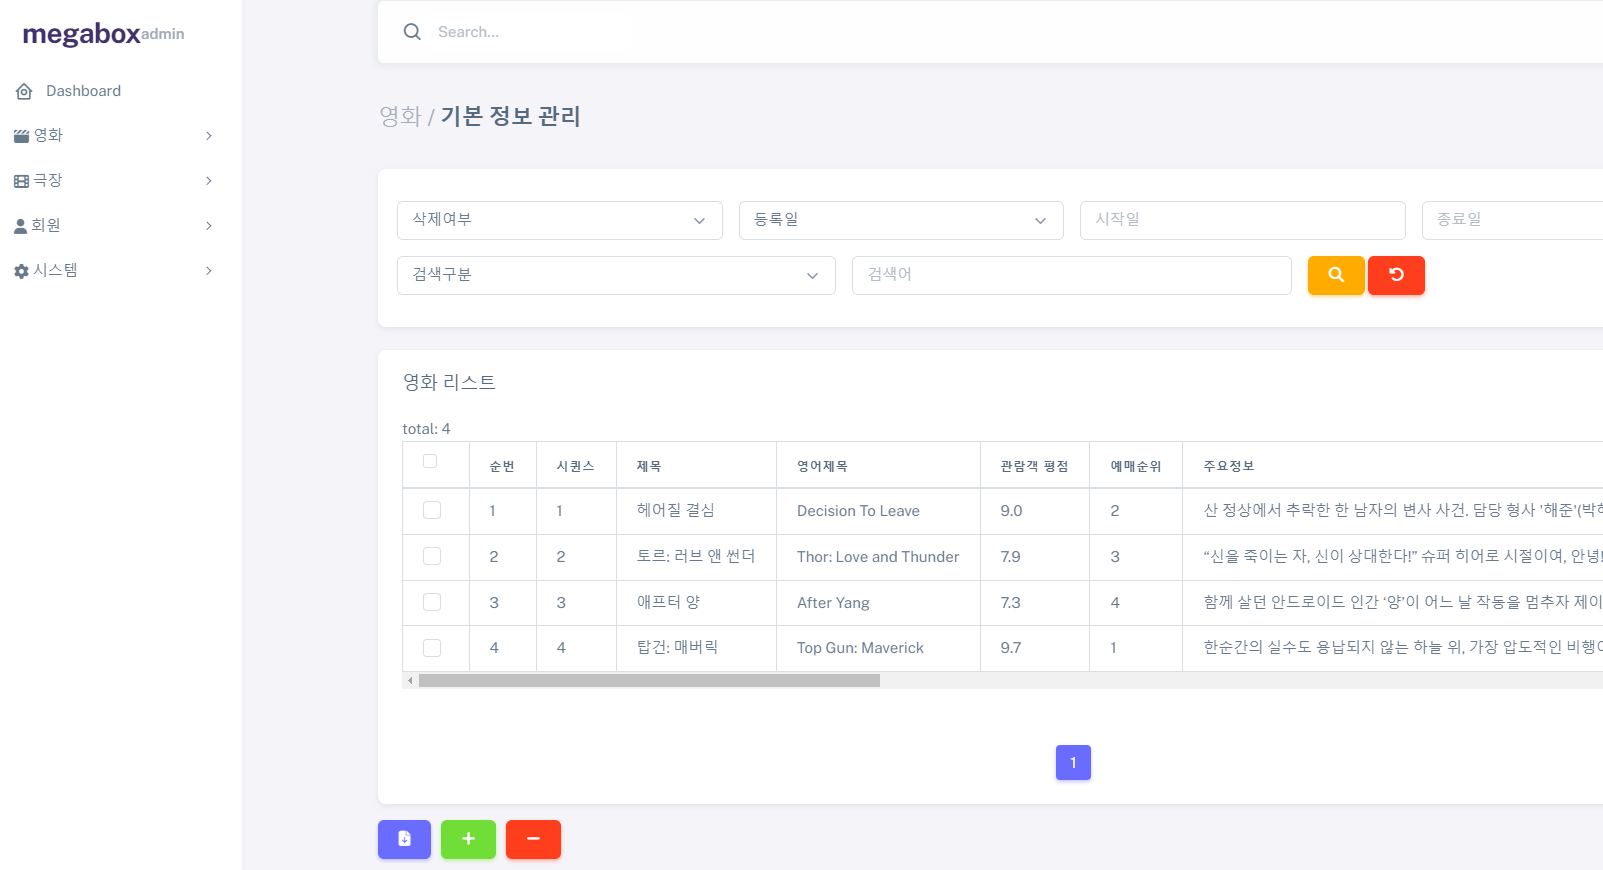 megaboxadmin
Search...
Dashboard
영화
극장
회원
시스템
영화 / 기본 정보 관리
삭제여부 등록일 시작일 종료일
검색구분 검색어
영화 리스트
total: 4
순번 시퀀스 제목 영어제목 관람객 평점 예매순위 주요정보
1 1 헤어질 결심 Decision To Leave 9.0 2 산 정상에서 추락한 한 남자의 변사 사건. 담당 형사 '해준'(박해
2 2 토르: 러브 앤 썬더 Thor: Love and Thunder 7.9 3 “신을 죽이는 자, 신이 상대한다!” 슈퍼 히어로 시절이여, 안녕!
3 3 애프터 양 After Yang 7.3 4 함께 살던 안드로이드 인간 ‘양’이 어느 날 작동을 멈추자 제이
4 4 탑건: 매버릭 Top Gun: Maverick 9.7 1 한순간의 실수도 용납되지 않는 하늘 위, 가장 압도적인 비행이
1